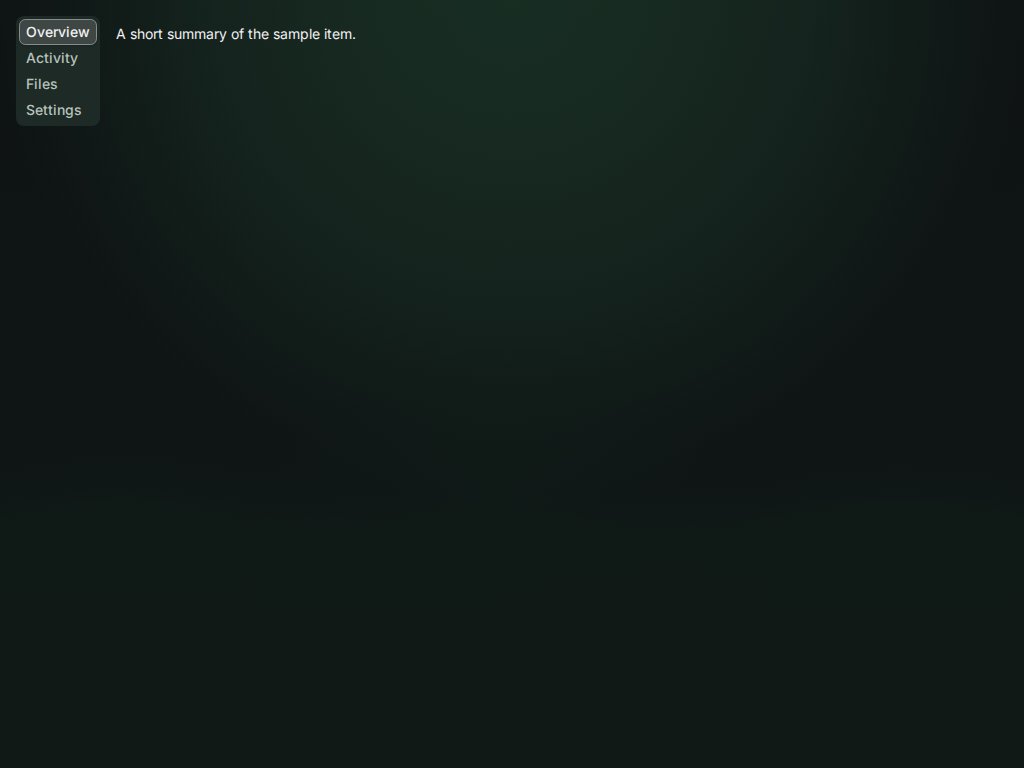 Overview
Activity
Files
Settings
A short summary of the sample item.